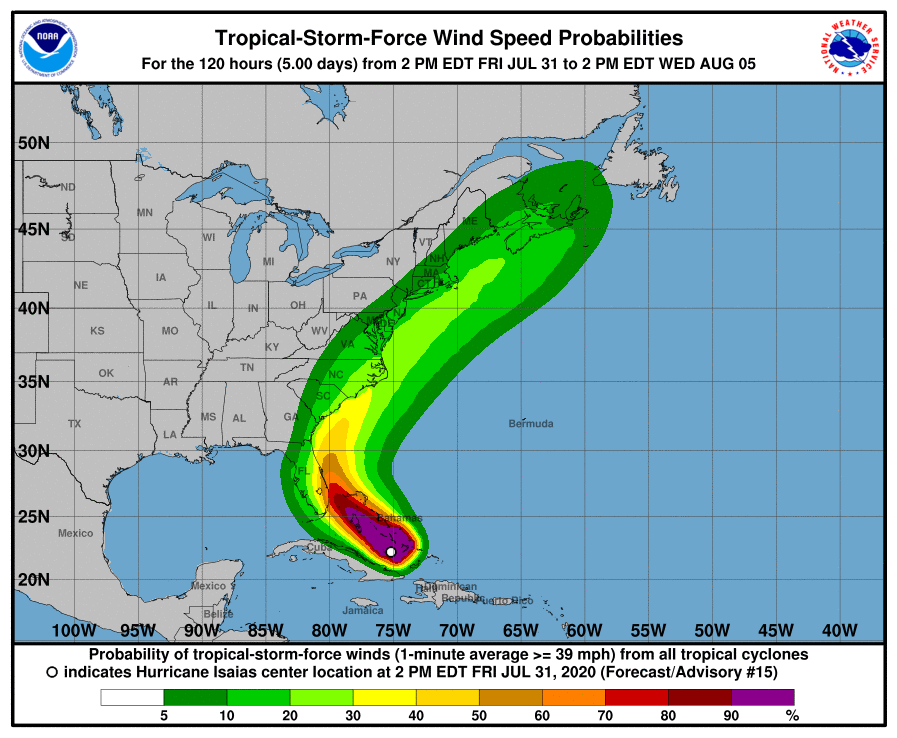 NOAA
Tropical-Storm-Force Wind Speed Probabilities
For the 120 hours (5.00 days) from 2 PM EDT FRI JUL 31 to 2 PM EDT WED AUG 05
NATIONAL WEATHER SERVICE
50N
ND
MN
ME
45N
SD
WI
VT
NH
MI
NY
MA
CT
NE
IA
PA
40N
IL
IN
OH
NJ
DE
KS
MO
WV
VA
KY
OK
TN
NC
35N
AR
SC
MS
AL
GA
TX
LA
Bermuda
30N
FL
25N
Bahamas
Mexico
Cuba
20N
Mexico
Haiti
Dominican
Republic
Puerto Rico
Belize
Jamaica
100W 95W 90W 85W 80W 75W 70W 65W 60W 55W 50W 45W 40W
Probability of tropical-storm-force winds (1-minute average >= 39 mph) from all tropical cyclones
indicates Hurricane Isaias center location at 2 PM EDT FRI JUL 31, 2020 (Forecast/Advisory #15)
5 10 20 30 40 50 60 70 80 90 %